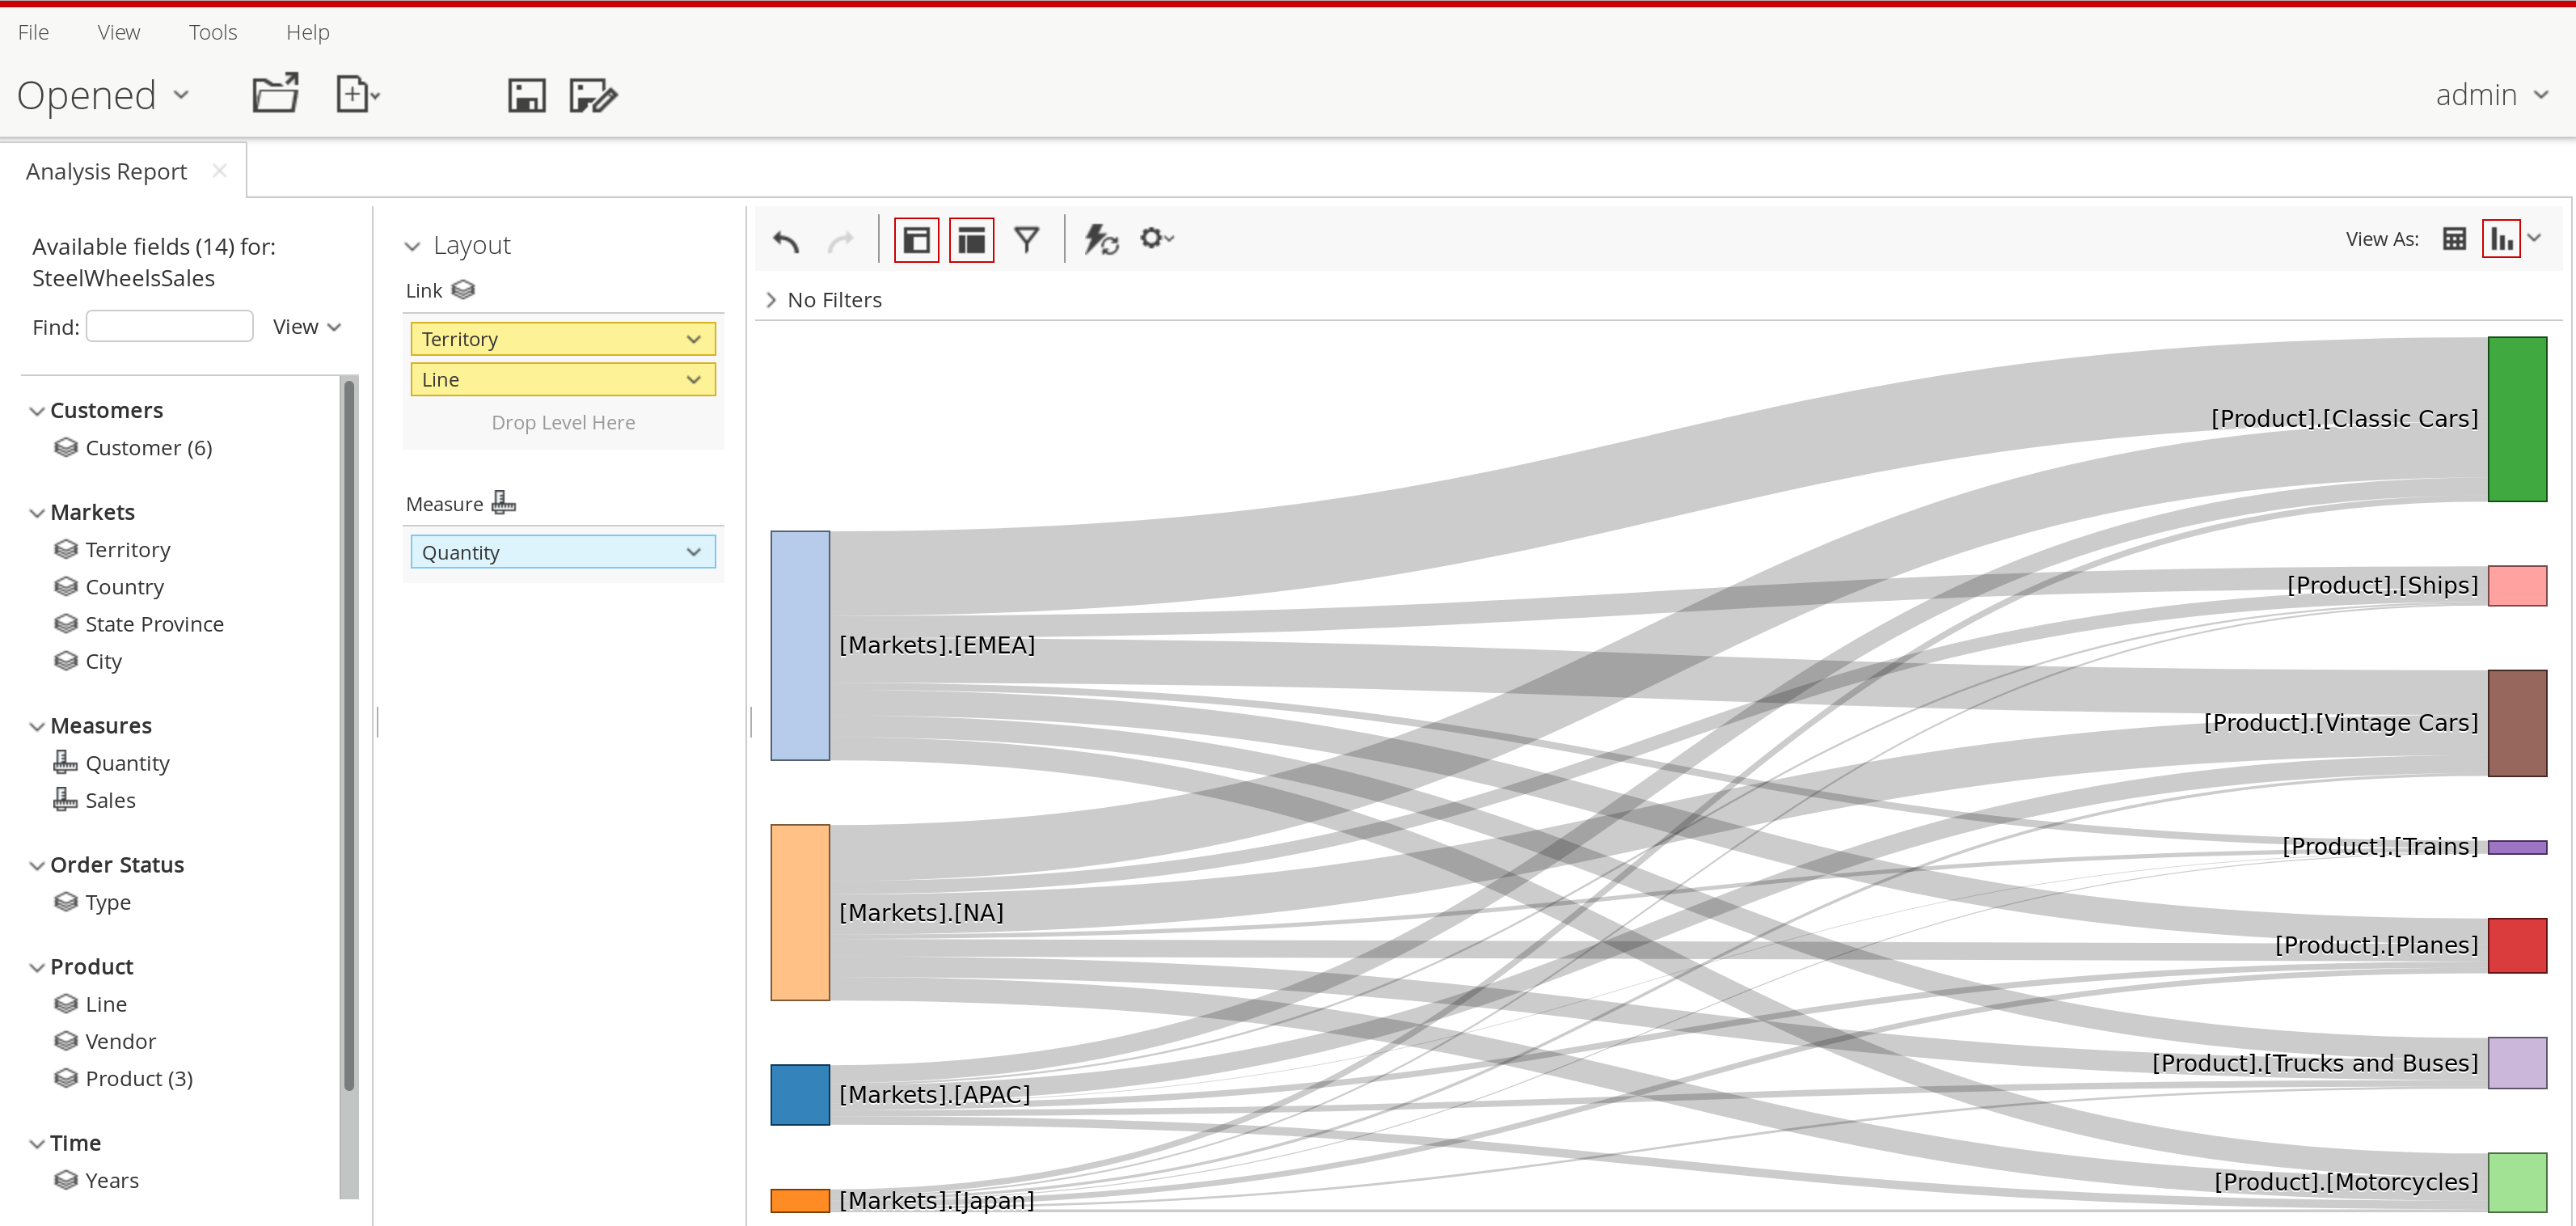 File View Tools Help
Opened
admin
Analysis Report
Available fields (14) for:
SteelWheelsSales
Find: View
Customers
Customer (6)
Markets
Territory
Country
State Province
City
Measures
Quantity
Sales
Order Status
Type
Product
Line
Vendor
Product (3)
Time
Years
Layout
Link
Territory
Line
Drop Level Here
Measure
Quantity
View As:
No Filters
[Markets].[EMEA]
[Markets].[NA]
[Markets].[APAC]
[Markets].[Japan]
[Product].[Classic Cars]
[Product].[Ships]
[Product].[Vintage Cars]
[Product].[Trains]
[Product].[Planes]
[Product].[Trucks and Buses]
[Product].[Motorcycles]